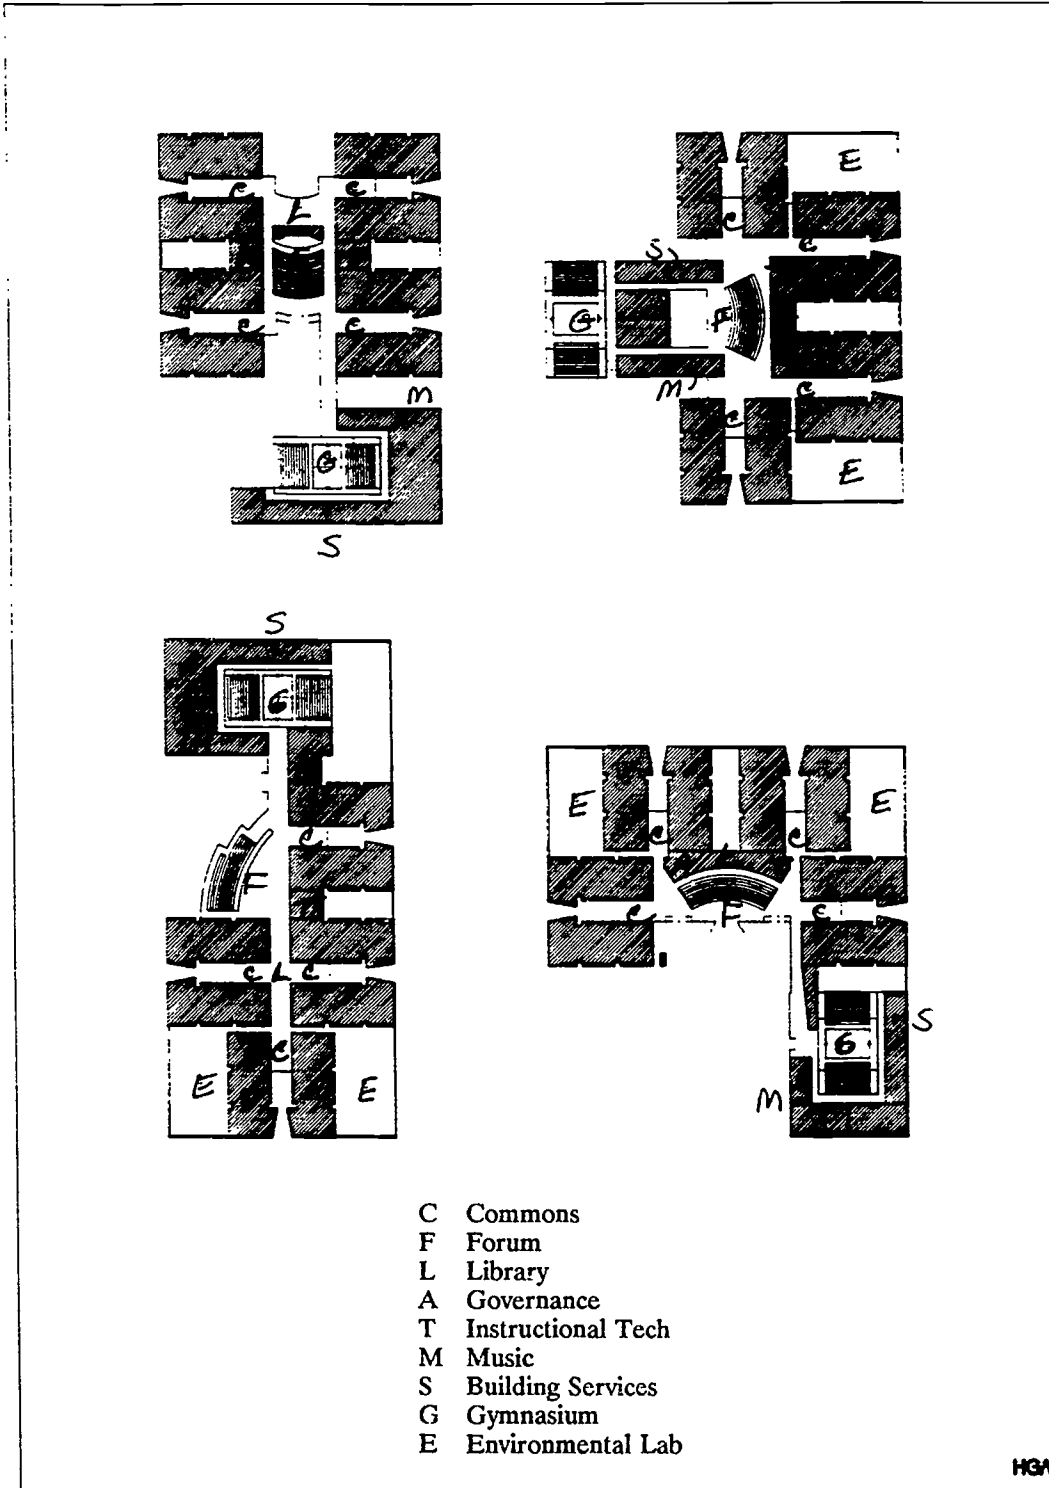 C C
L
C C
M
G
S
E
C
C
S
G F
M
C
C
E
S
G
C
F
C L C
C
E E
E E
C C
L
C F C
S
G
M
C Commons
F Forum
L Library
A Governance
T Instructional Tech
M Music
S Building Services
G Gymnasium
E Environmental Lab